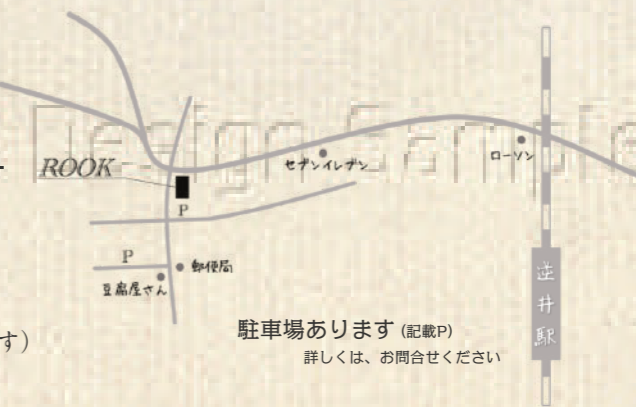 Design Sample
ROOK
セブンイレブン
ローソン
P
P
郵便局
豆腐屋さん
逆井駅
駐車場あります (記載P)
詳しくは、お問合せください
す）